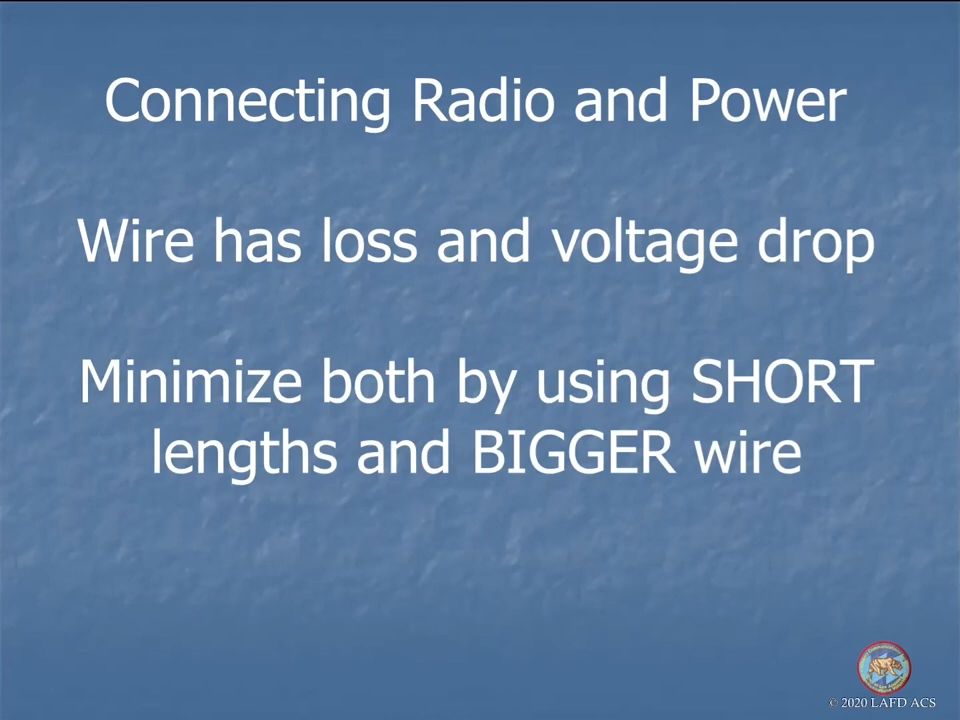 Connecting Radio and Power
Wire has loss and voltage drop
Minimize both by using SHORT
lengths and BIGGER wire
© 2020 LAFD ACS